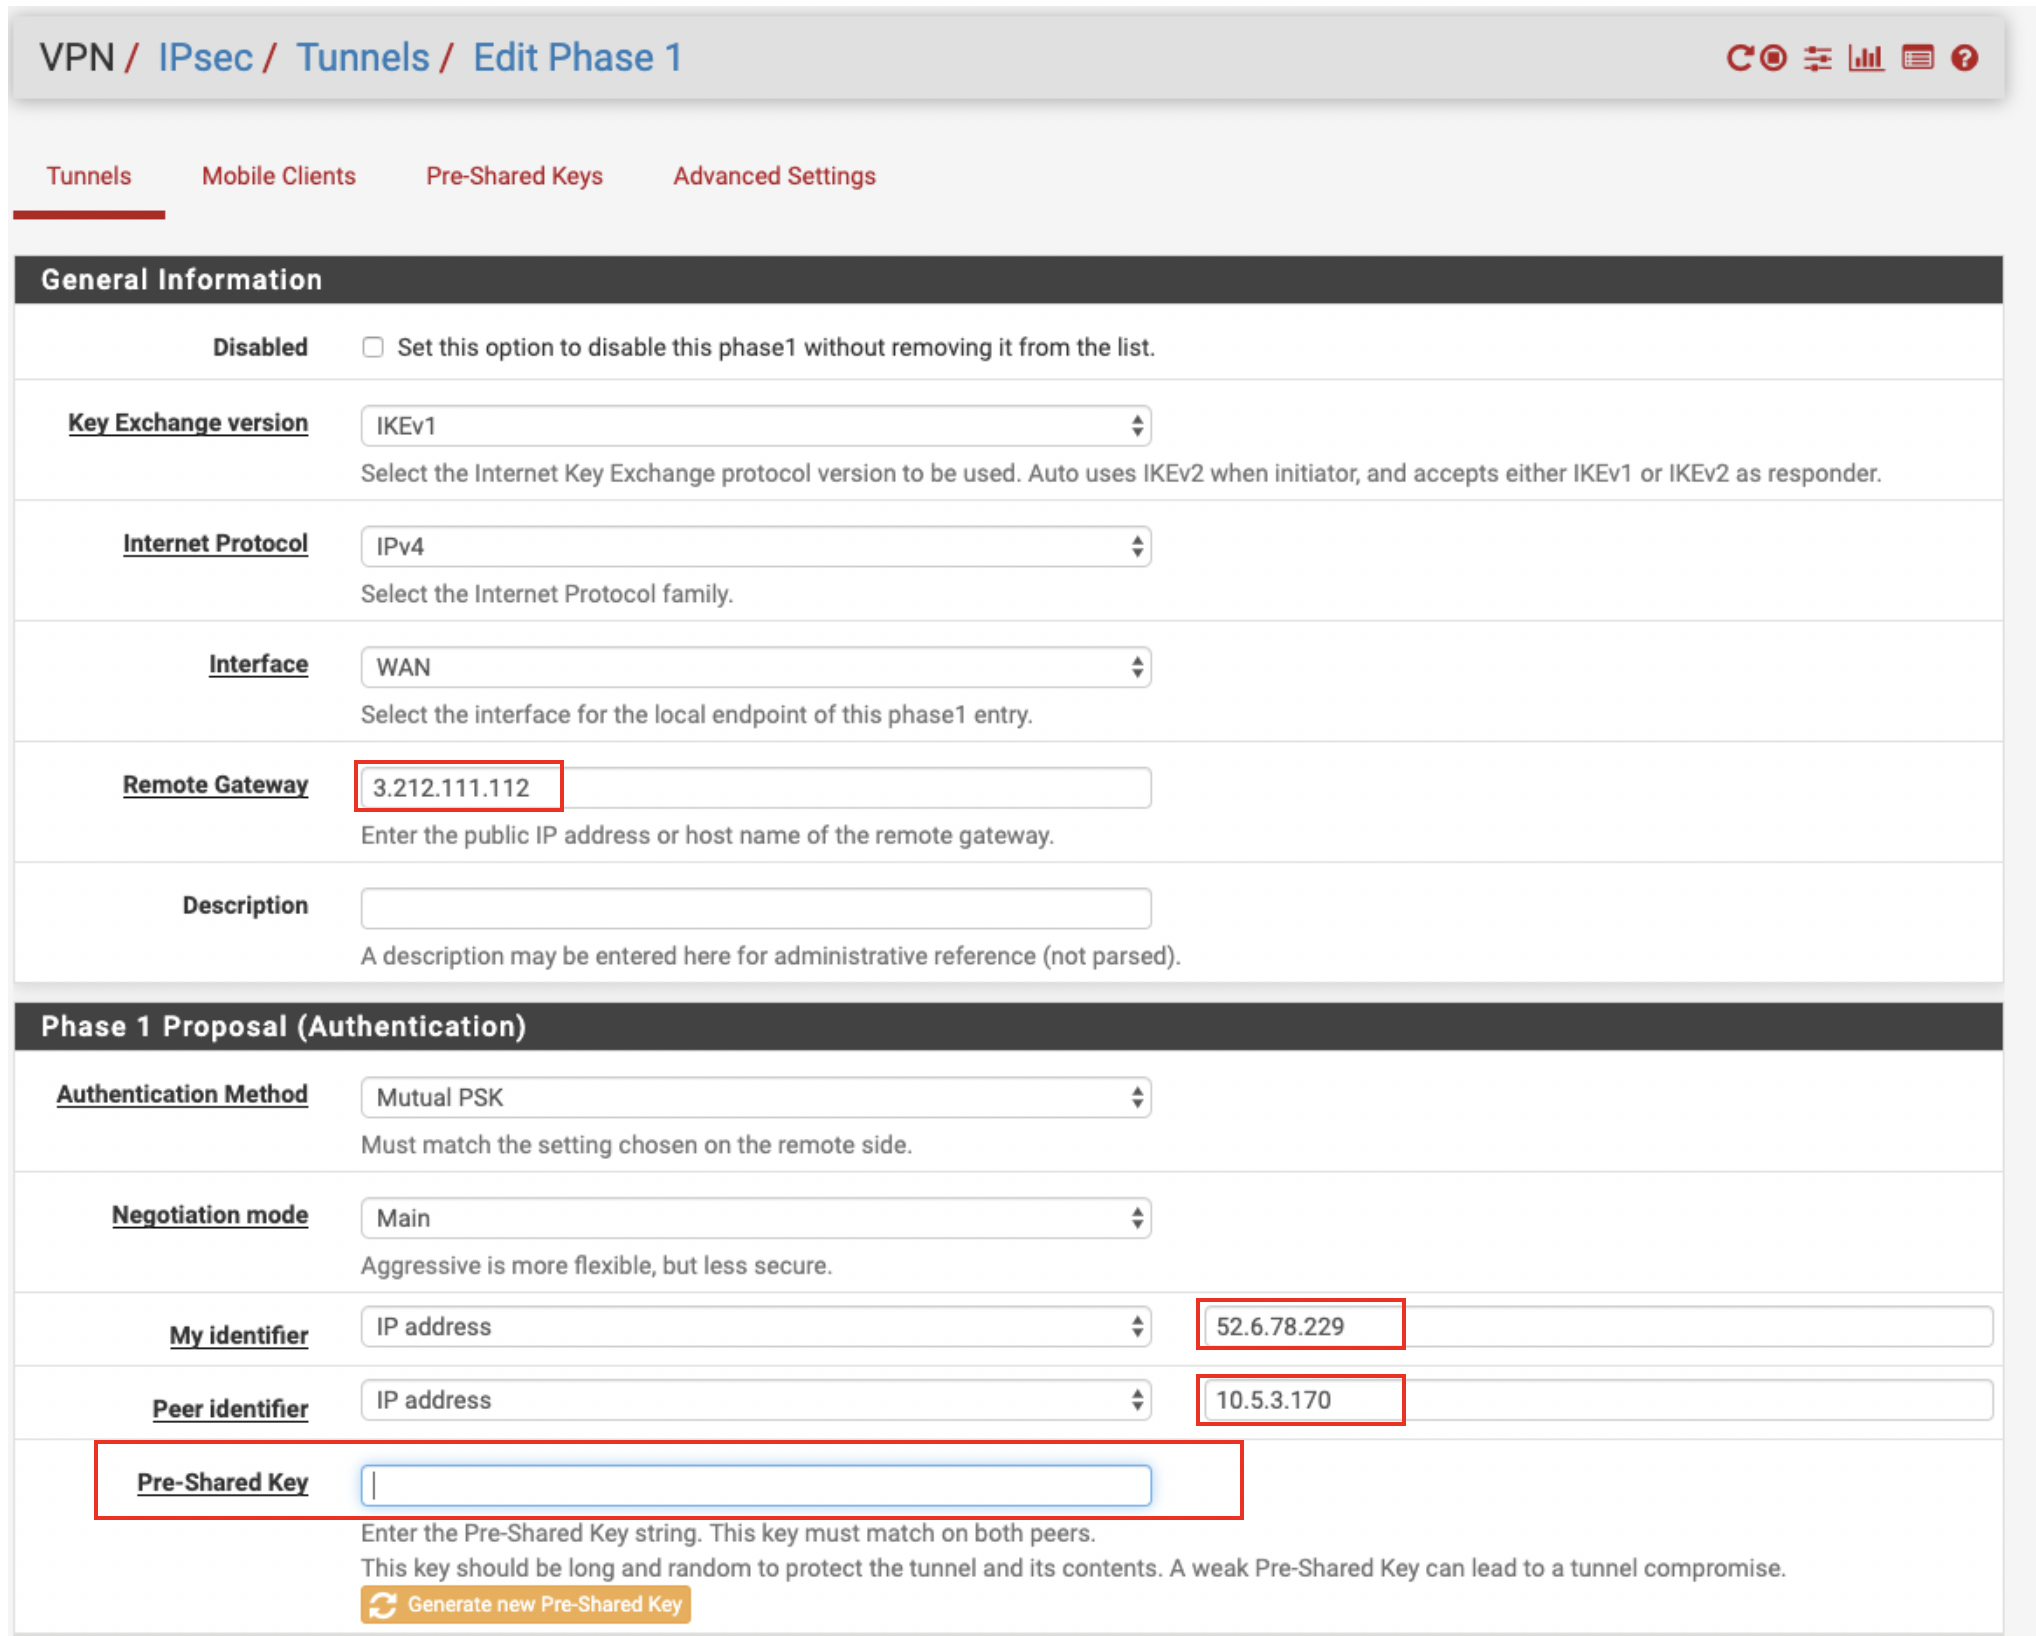 VPN / IPsec / Tunnels / Edit Phase 1
Tunnels Mobile Clients Pre-Shared Keys Advanced Settings
General Information
Disabled Set this option to disable this phase1 without removing it from the list.
Key Exchange version IKEv1
Select the Internet Key Exchange protocol version to be used. Auto uses IKEv2 when initiator, and accepts either IKEv1 or IKEv2 as responder.
Internet Protocol IPv4
Select the Internet Protocol family.
Interface WAN
Select the interface for the local endpoint of this phase1 entry.
Remote Gateway 3.212.111.112
Enter the public IP address or host name of the remote gateway.
Description
A description may be entered here for administrative reference (not parsed).
Phase 1 Proposal (Authentication)
Authentication Method Mutual PSK
Must match the setting chosen on the remote side.
Negotiation mode Main
Aggressive is more flexible, but less secure.
My identifier IP address 52.6.78.229
Peer identifier IP address 10.5.3.170
Pre-Shared Key
Enter the Pre-Shared Key string. This key must match on both peers.
This key should be long and random to protect the tunnel and its contents. A weak Pre-Shared Key can lead to a tunnel compromise.
Generate new Pre-Shared Key